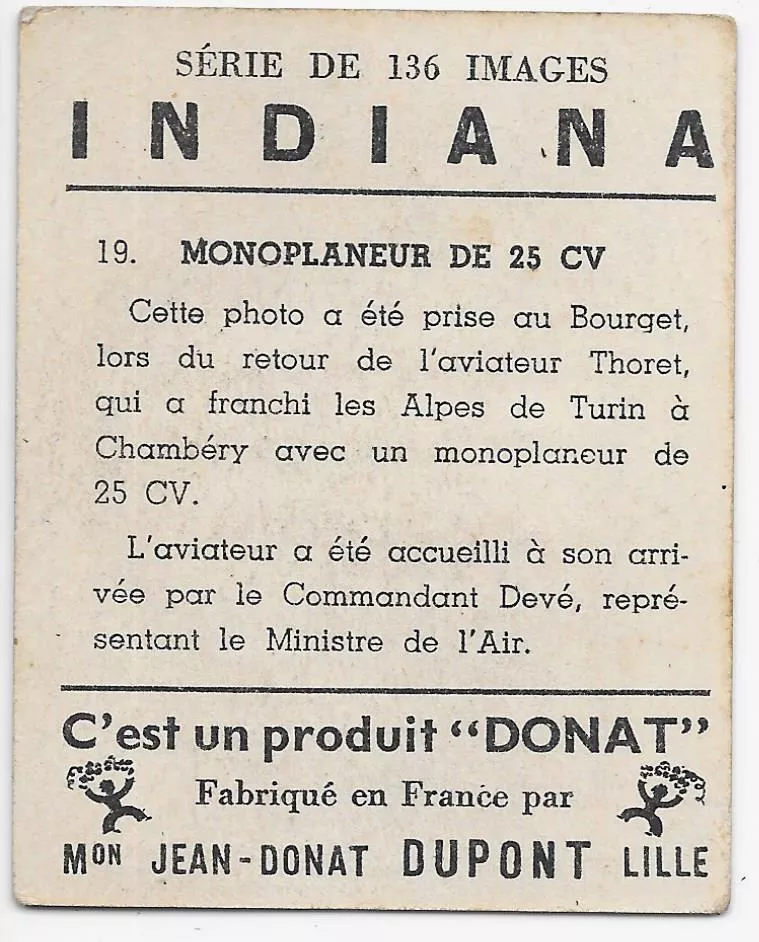 SÉRIE DE 136 IMAGES
INDIANA
19. MONOPLANEUR DE 25 CV
Cette photo a été prise au Bourget,
lors du retour de l'aviateur Thoret,
qui a franchi les Alpes de Turin à
Chambéry avec un monoplaneur de
25 CV.
L'aviateur a été accueilli à son arri-
vée par le Commandant Devé, repré-
sentant le Ministre de l'Air.
C'est un produit "DONAT"
Fabriqué en France par
MON JEAN-DONAT DUPONT LILLE